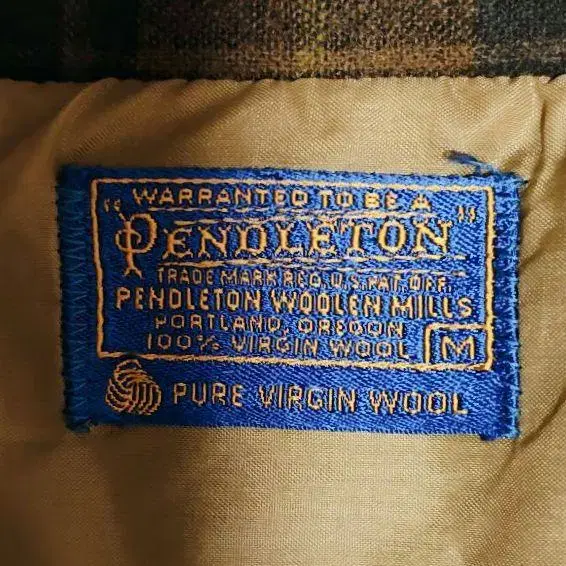 WARRANTED TO BE A
"PENDLETON"
TRADE MARK REG. U.S. PAT. OFF.
PENDLETON WOOLEN MILLS
PORTLAND, OREGON
100% VIRGIN WOOL M
PURE VIRGIN WOOL